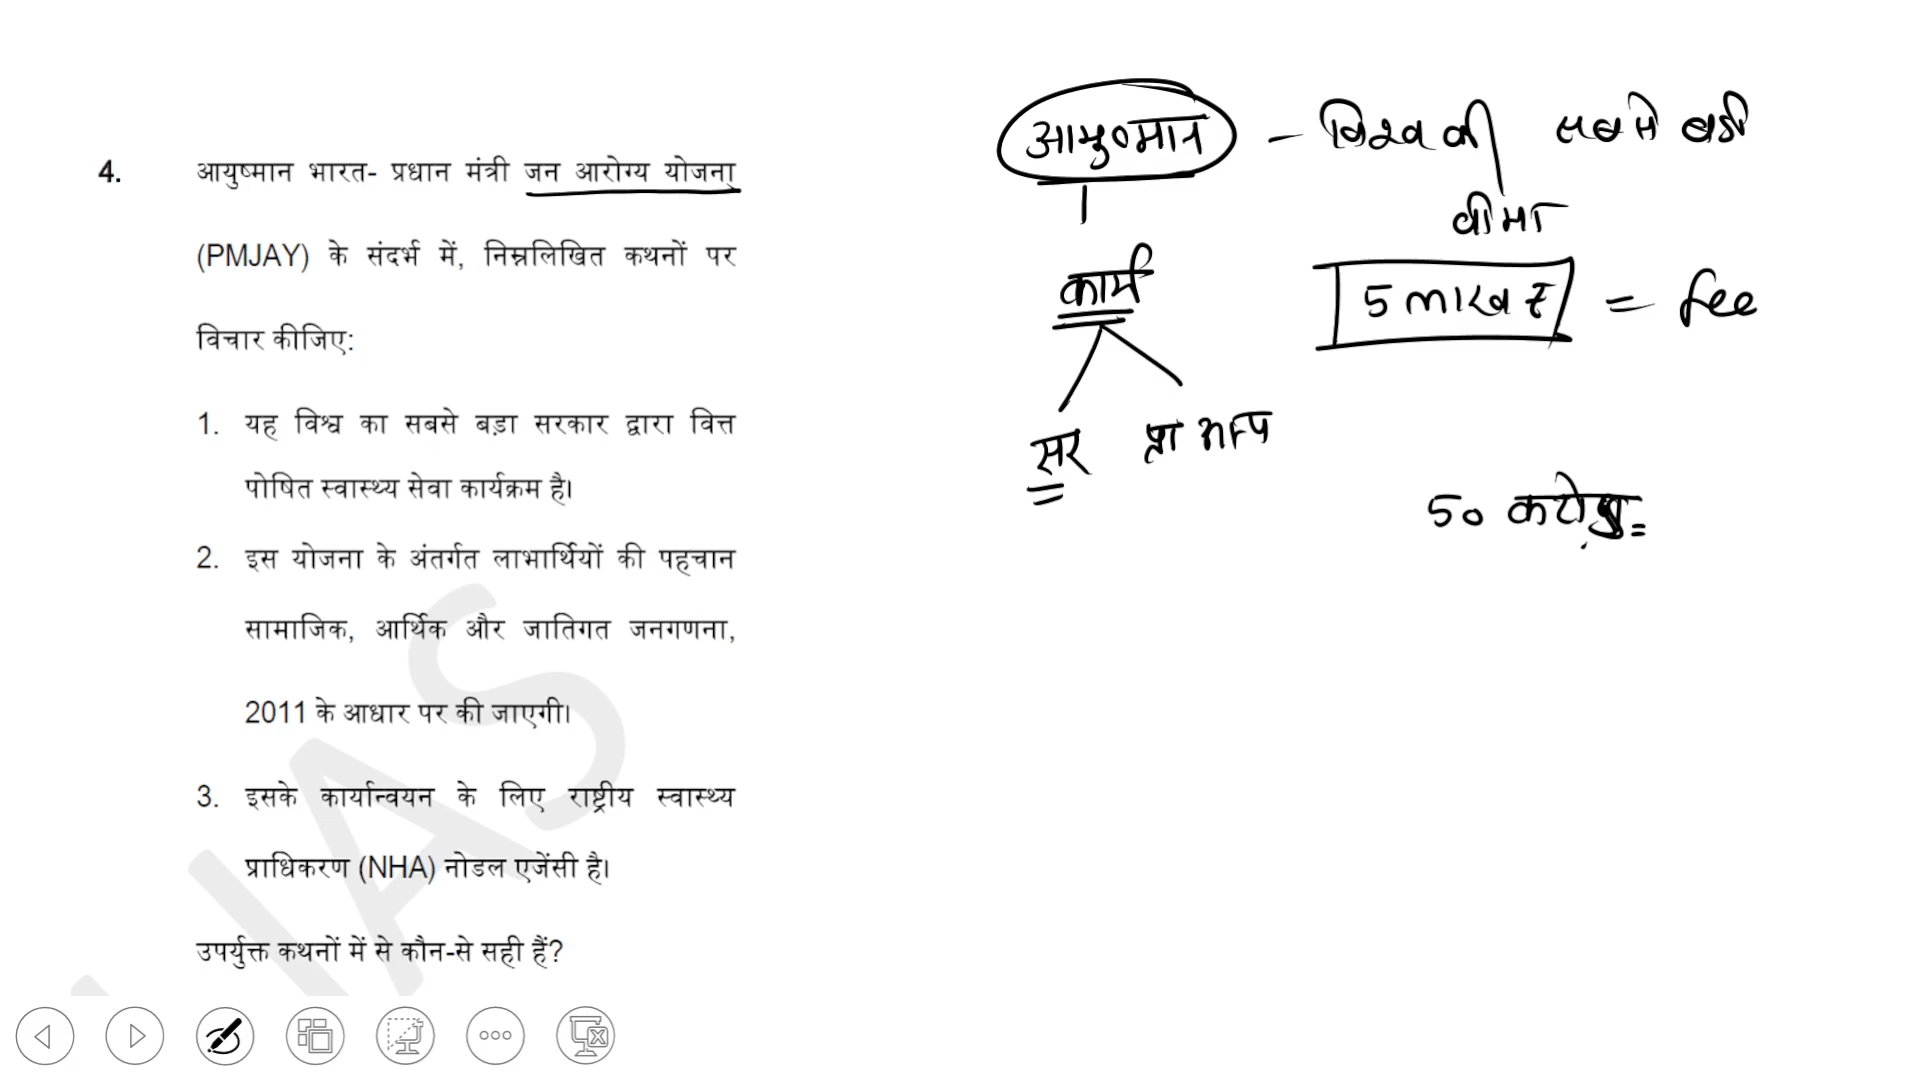 4. आयुष्मान भारत- प्रधान मंत्री जन आरोग्य योजना
(PMJAY) के संदर्भ में, निम्नलिखित कथनों पर
विचार कीजिए:
1. यह विश्व का सबसे बड़ा सरकार द्वारा वित्त
पोषित स्वास्थ्य सेवा कार्यक्रम है।
2. इस योजना के अंतर्गत लाभार्थियों की पहचान
सामाजिक, आर्थिक और जातिगत जनगणना,
2011 के आधार पर की जाएगी।
3. इसके कार्यान्वयन के लिए राष्ट्रीय स्वास्थ्य
प्राधिकरण (NHA) नोडल एजेंसी है।
उपर्युक्त कथनों में से कौन-से सही हैं?
IAS
आयुष्मान – विश्व की सबसे बड़ी
बीमा
कार्य
5 लाख ₹ = fee
सर
50 करोड़